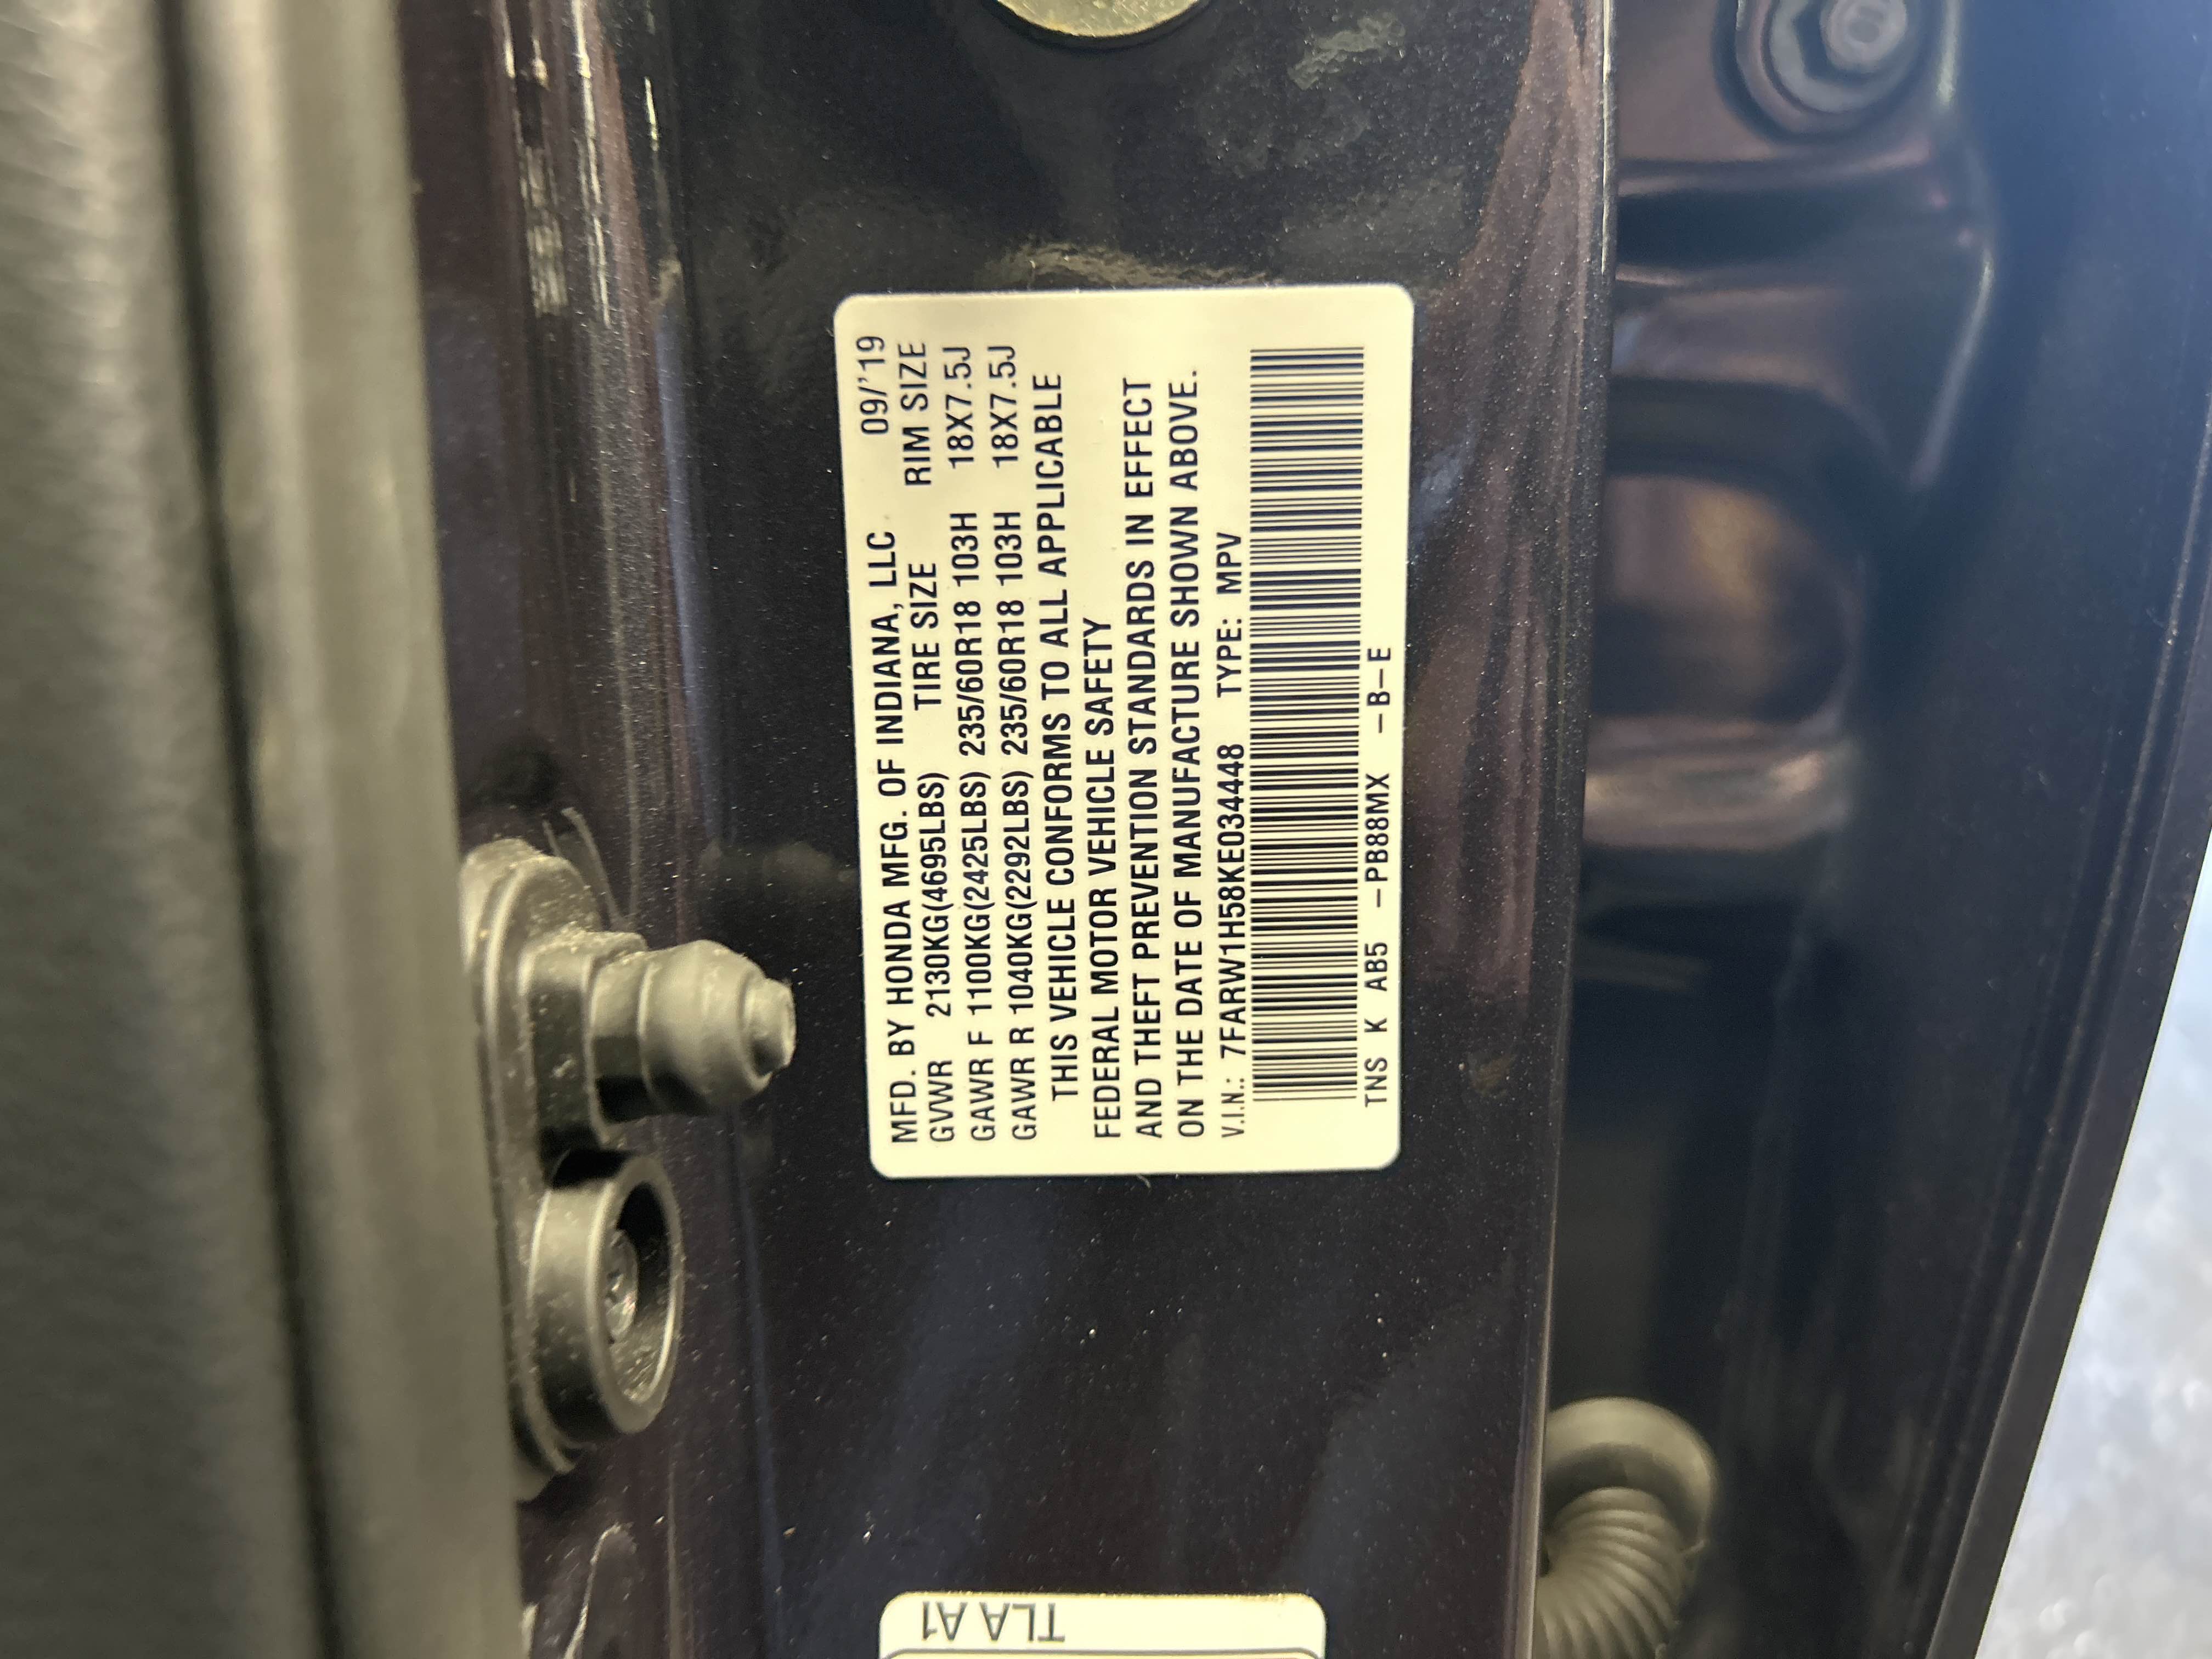 MFD. BY HONDA MFG. OF INDIANA, LLC 09/'19
GVWR 2130KG(4695LBS) TIRE SIZE RIM SIZE
GAWR F 1100KG(2425LBS) 235/60R18 103H 18X7.5J
GAWR R 1040KG(2292LBS) 235/60R18 103H 18X7.5J
THIS VEHICLE CONFORMS TO ALL APPLICABLE
FEDERAL MOTOR VEHICLE SAFETY
AND THEFT PREVENTION STANDARDS IN EFFECT
ON THE DATE OF MANUFACTURE SHOWN ABOVE.
V.I.N.: 7FARW1H58KE034448 TYPE: MPV
TNS K AB5 -PB88MX -B-E
TLA A1